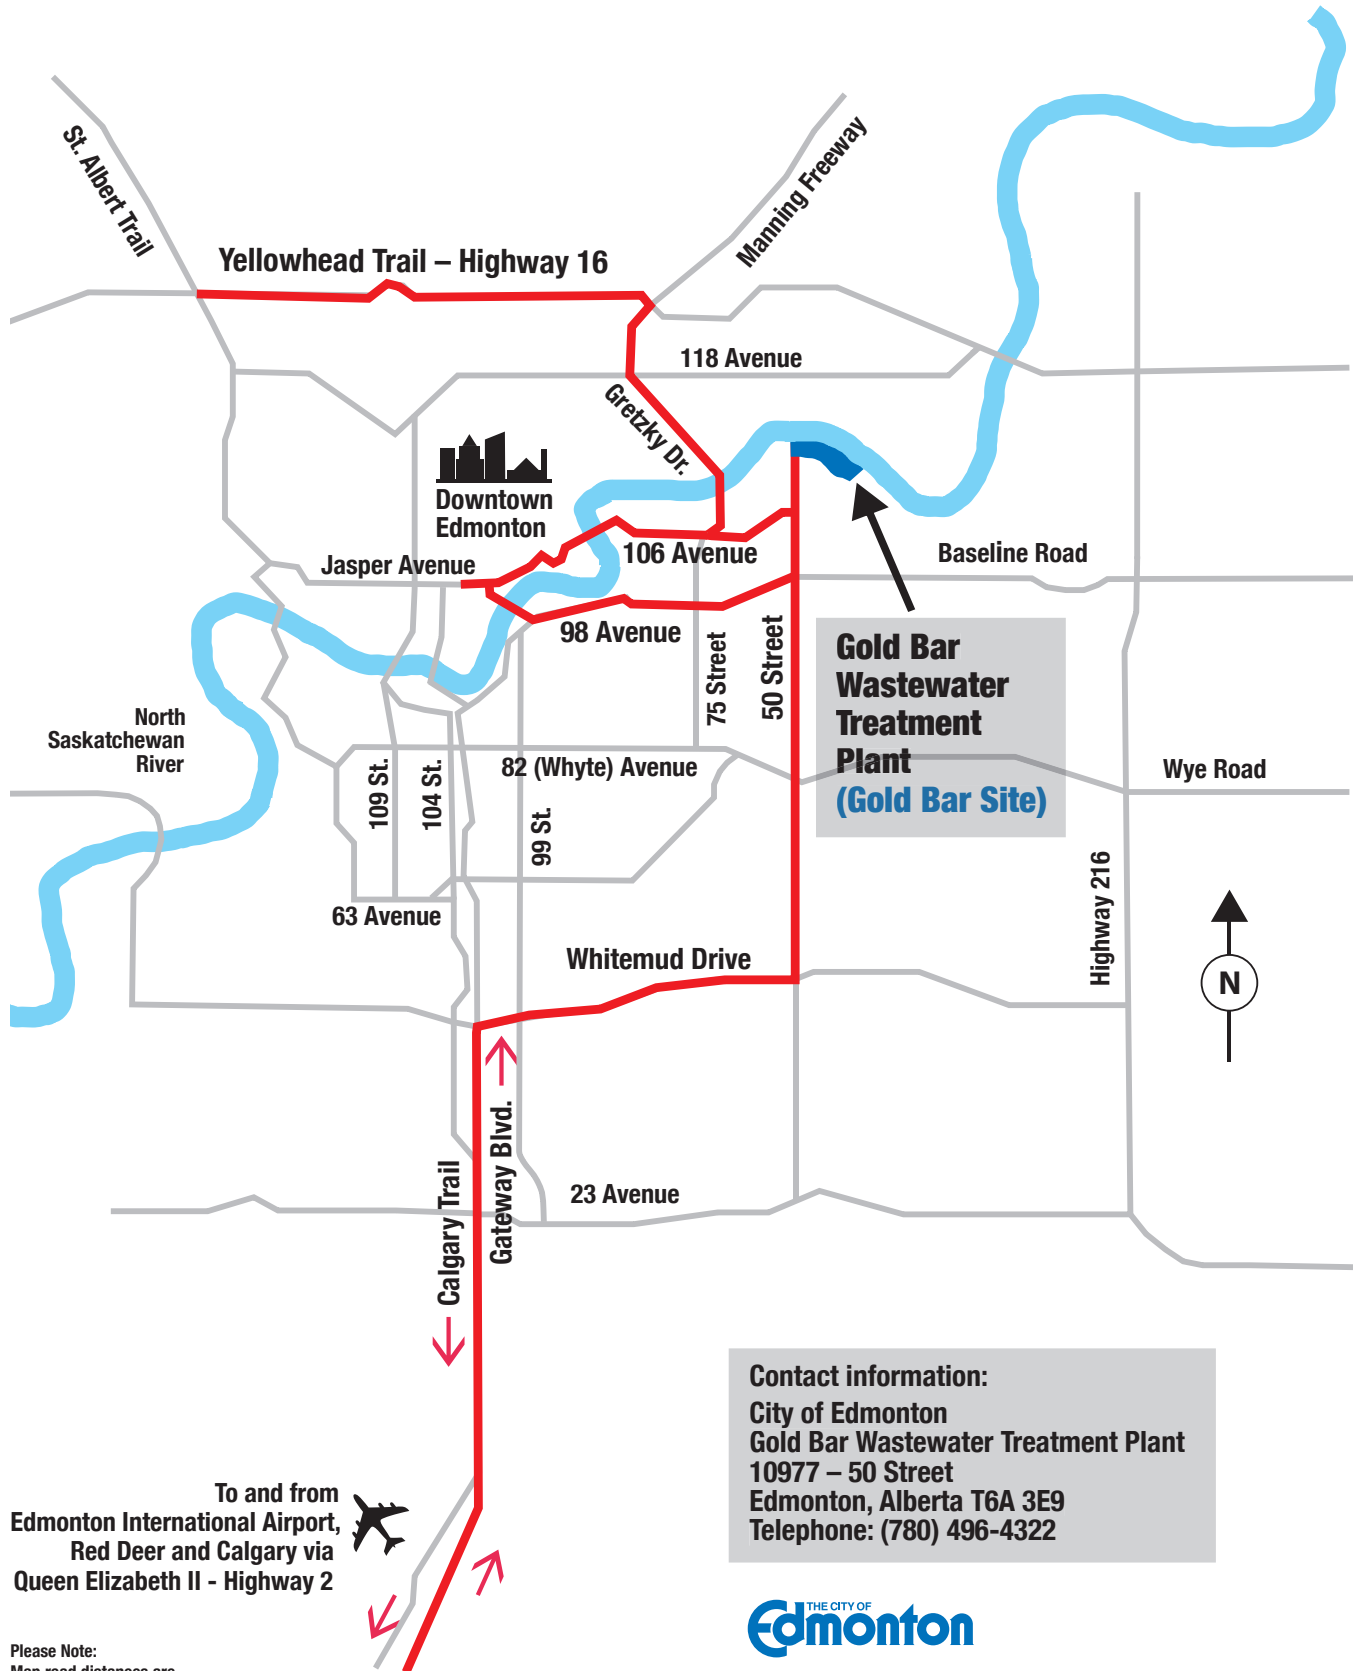 St. Albert Trail
Manning Freeway
Yellowhead Trail – Highway 16
118 Avenue
Gretzky Dr.
Downtown
Edmonton
106 Avenue
Baseline Road
Jasper Avenue
98 Avenue
75 Street
50 Street
Gold Bar
Wastewater
Treatment
Plant
(Gold Bar Site)
North
Saskatchewan
River
82 (Whyte) Avenue
Wye Road
109 St.
104 St.
99 St.
63 Avenue
Highway 216
Whitemud Drive
N
Calgary Trail
Gateway Blvd.
23 Avenue
Contact information:
City of Edmonton
Gold Bar Wastewater Treatment Plant
10977 – 50 Street
Edmonton, Alberta T6A 3E9
Telephone: (780) 496-4322
To and from
Edmonton International Airport,
Red Deer and Calgary via
Queen Elizabeth II - Highway 2
THE CITY OF
Edmonton
Please Note:
Map road distances are